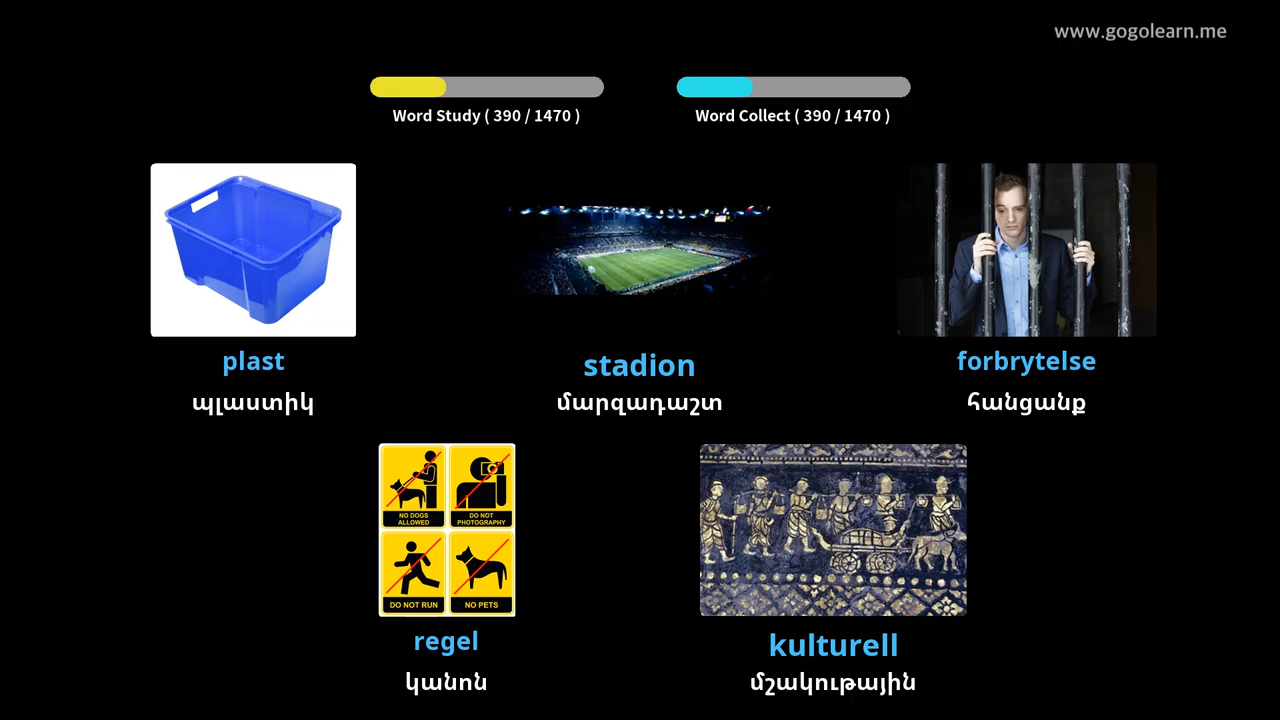 www.gogolearn.me
Word Study ( 390 / 1470 )
Word Collect ( 390 / 1470 )
plast
պլաստիկ
stadion
մարզադաշտ
forbrytelse
հանցանք
NO DOGS
ALLOWED
DO NOT
PHOTOGRAPHY
DO NOT RUN
NO PETS
regel
կանոն
kulturell
մշակութային